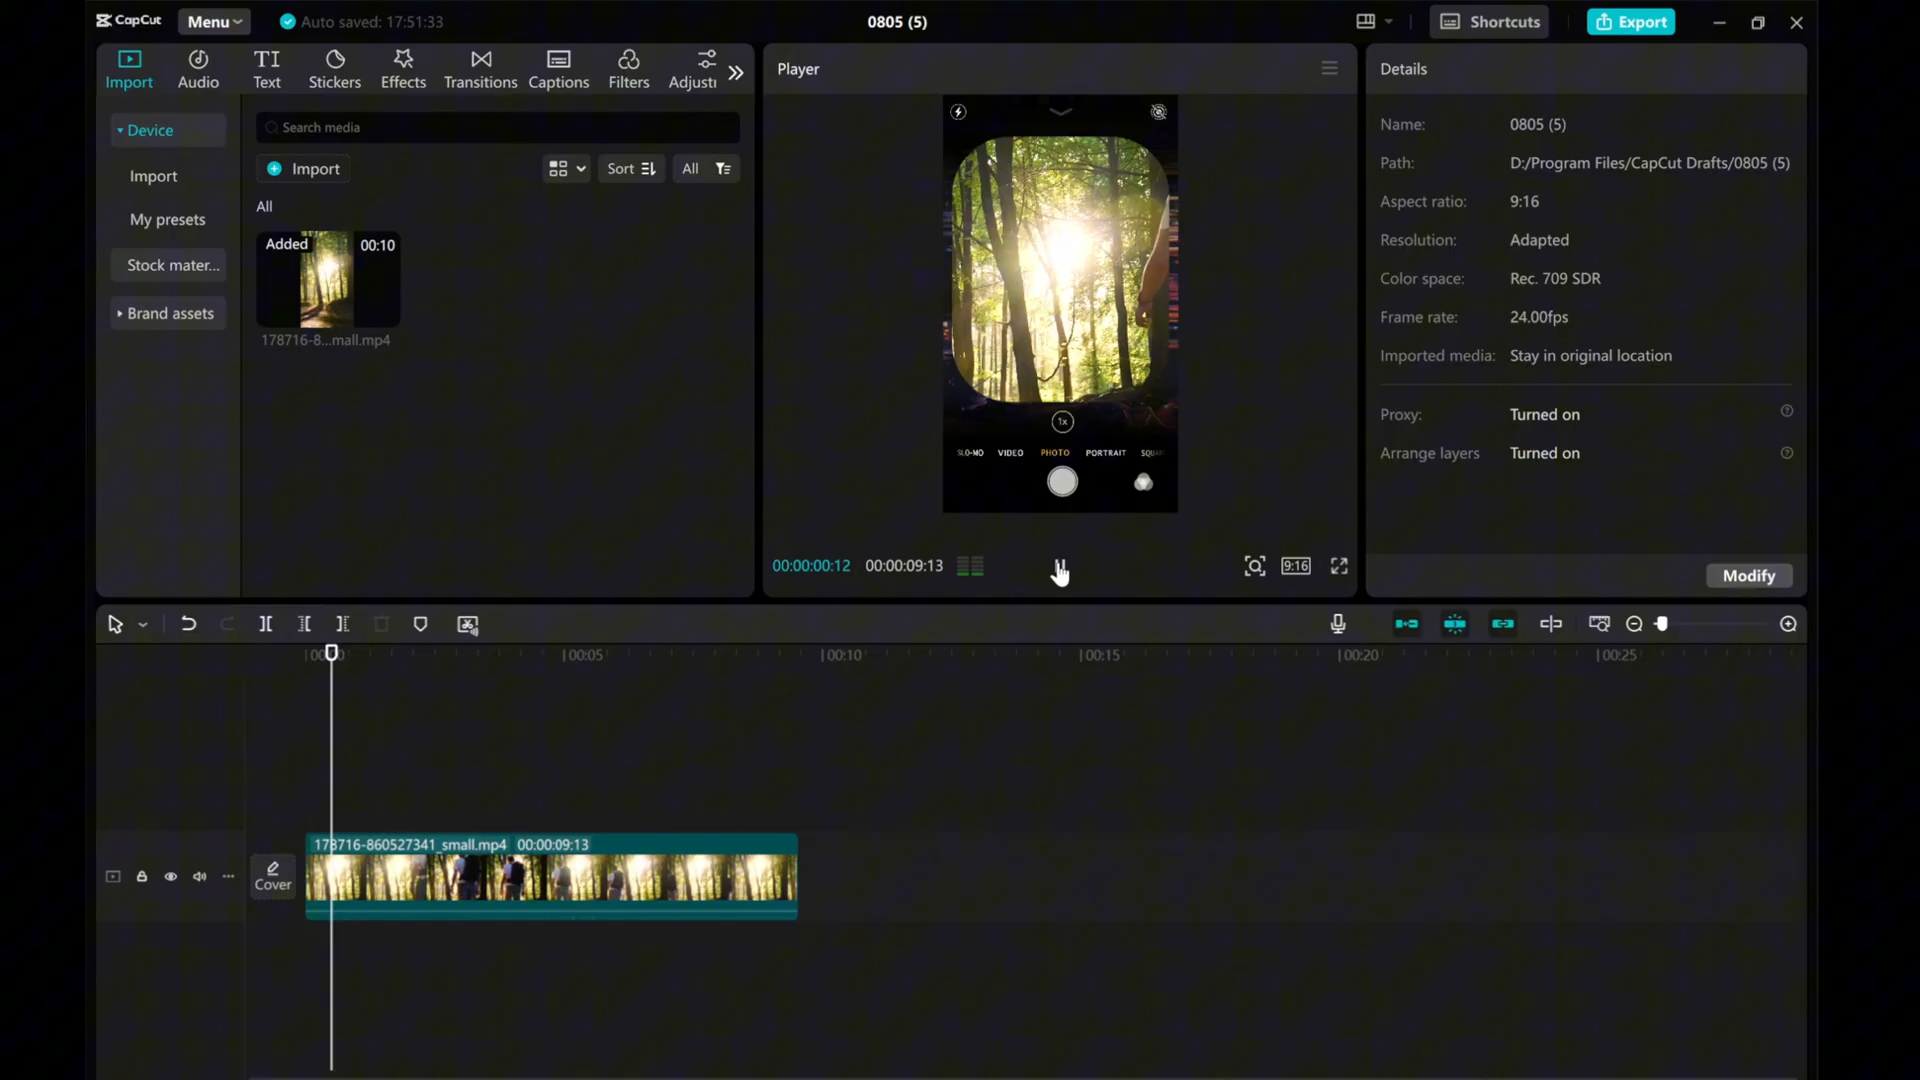 CapCut
Menu
Auto saved: 17:51:33
0805 (5)
Shortcuts
Export
Import
Audio
TI
Text
Stickers
Effects
Transitions
Captions
Filters
Adjustı
Player
Details
Device
Import
My presets
Stock mater...
Brand assets
Search media
Import
Sort
All
All
Added
00:10
178716-8...mall.mp4
1x
SLO-MO
VIDEO
PHOTO
PORTRAIT
SQUA
00:00:00:12
00:00:09:13
9:16
Name:
0805 (5)
Path:
D:/Program Files/CapCut Drafts/0805 (5)
Aspect ratio:
9:16
Resolution:
Adapted
Color space:
Rec. 709 SDR
Frame rate:
24.00fps
Imported media:
Stay in original location
Proxy:
Turned on
Arrange layers
Turned on
Modify
00:05
00:10
00:15
00:20
00:25
178716-860527341_small.mp4 00:00:09:13
Cover